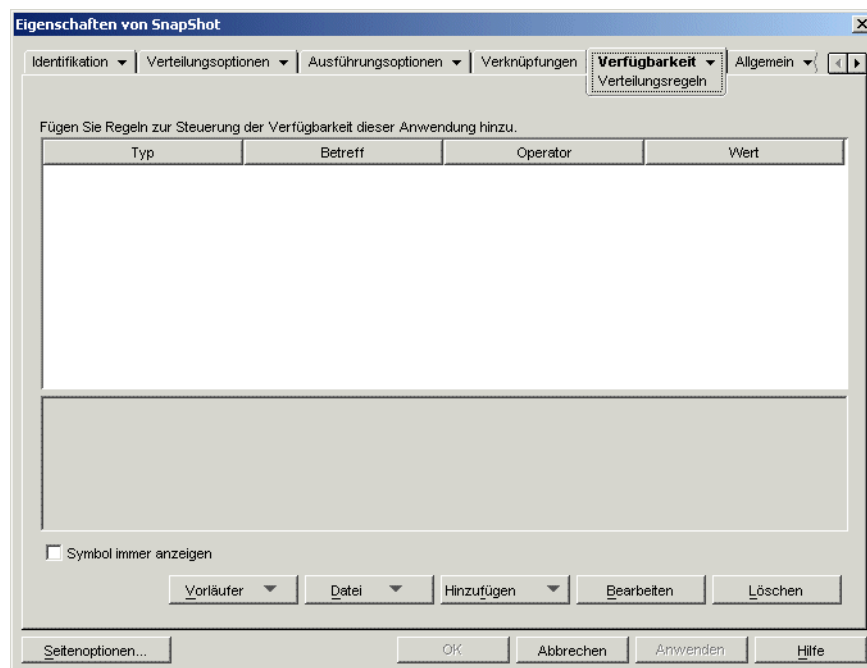 Eigenschaften von SnapShot
Identifikation Verteilungsoptionen Ausführungsoptionen Verknüpfungen Verfügbarkeit Allgemein
Verteilungsregeln
Fügen Sie Regeln zur Steuerung der Verfügbarkeit dieser Anwendung hinzu.
Typ Betreff Operator Wert
Symbol immer anzeigen
Vorläufer Datei Hinzufügen Bearbeiten Löschen
Seitenoptionen... OK Abbrechen Anwenden Hilfe